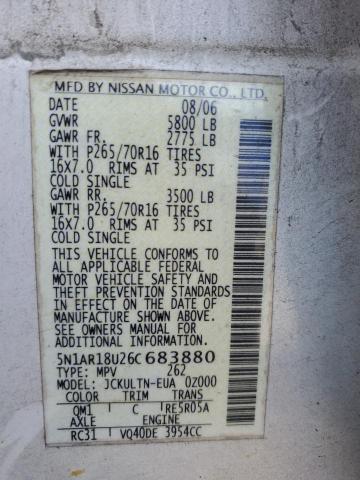 MFD BY NISSAN MOTOR CO., LTD.
DATE 08/06
GVWR 5800 LB
GAWR FR. 2775 LB
WITH P265/70R16 TIRES
16X7.0 RIMS AT 35 PSI
COLD SINGLE
GAWR RR. 3500 LB
WITH P265/70R16 TIRES
16X7.0 RIMS AT 35 PSI
COLD SINGLE
THIS VEHICLE CONFORMS TO
ALL APPLICABLE FEDERAL
MOTOR VEHICLE SAFETY AND
THEFT PREVENTION STANDARDS
IN EFFECT ON THE DATE OF
MANUFACTURE SHOWN ABOVE.
SEE OWNERS MANUAL FOR
ADDITIONAL INFORMATION.
5N1AR18U26C683880
TYPE: MPV 262
MODEL: JCKULTN-EUA 0Z000
COLOR TRIM TRANS
QM1 C RE5R05A
AXLE ENGINE
RC31 VQ40DE 3954CC